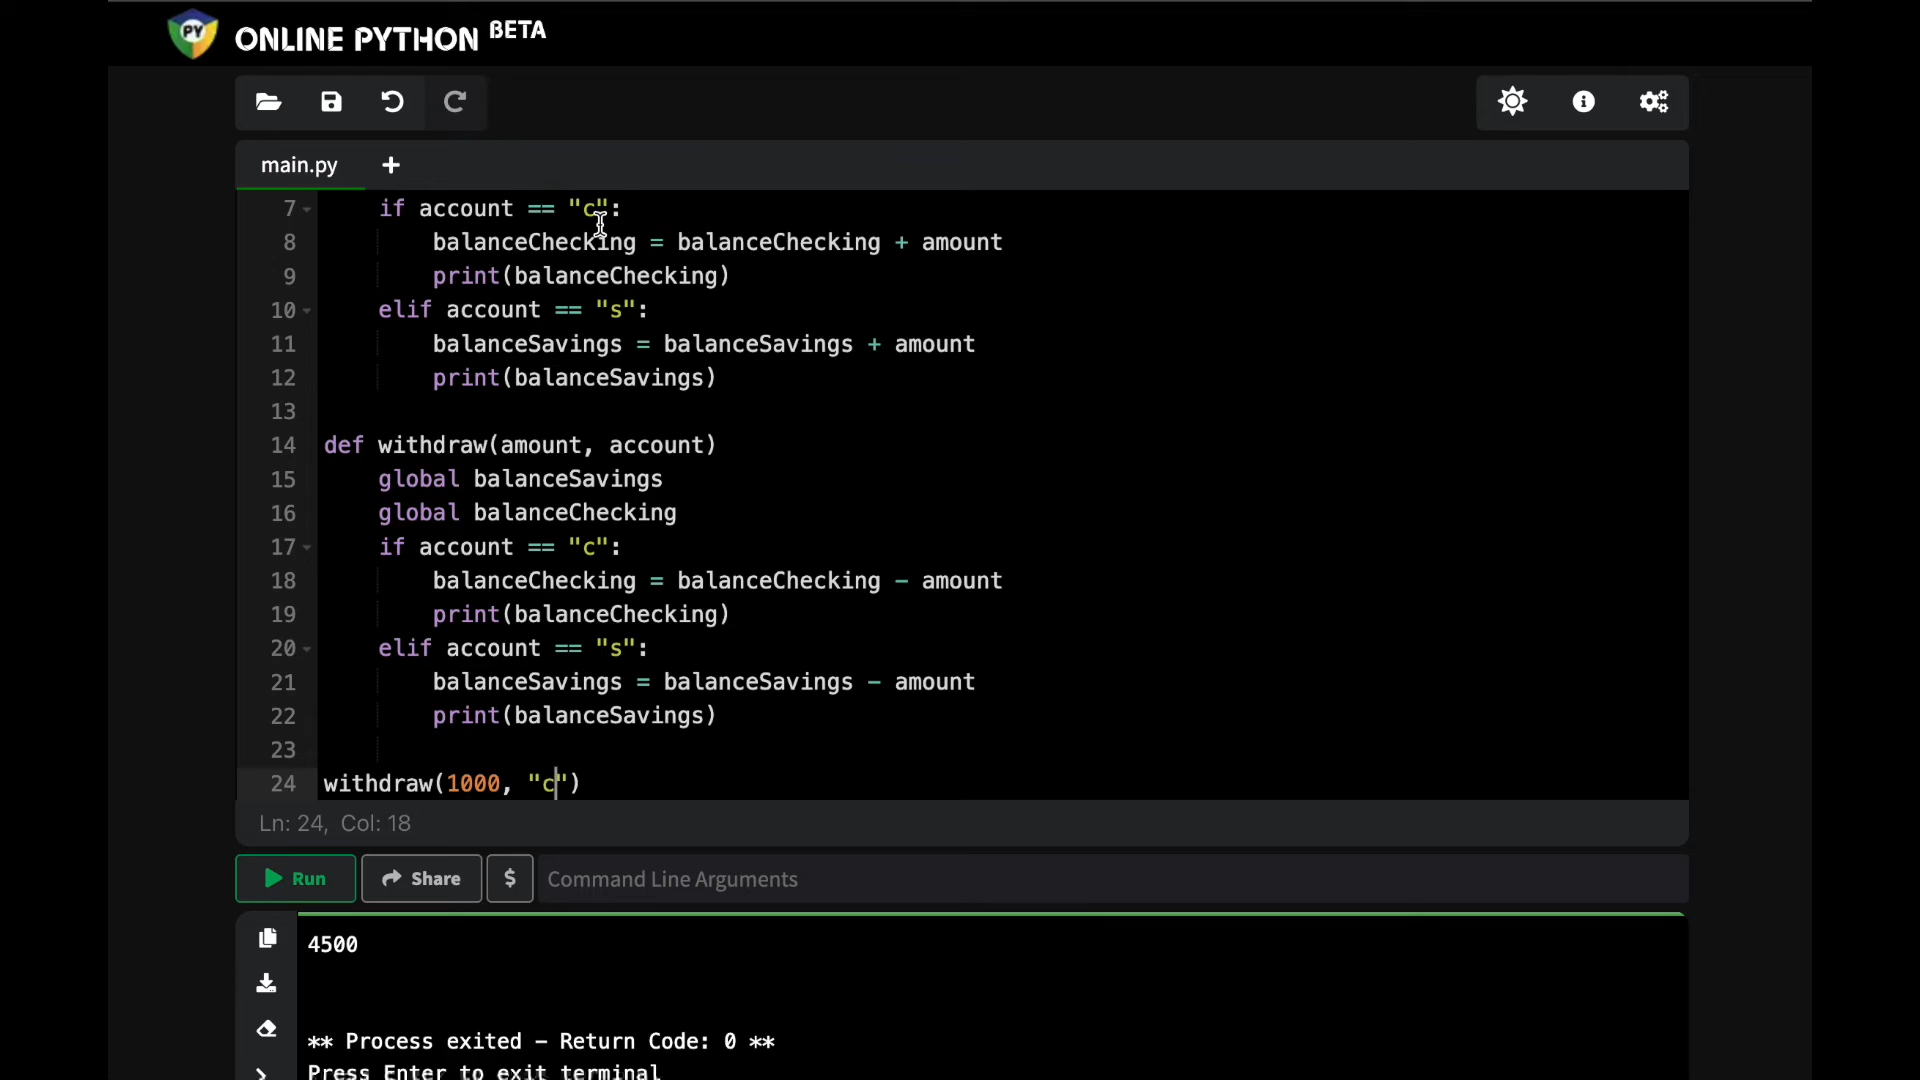 PY
ONLINE PYTHON BETA
main.py +
7 if account == "c":
8 balanceChecking = balanceChecking + amount
9 print(balanceChecking)
10 elif account == "s":
11 balanceSavings = balanceSavings + amount
12 print(balanceSavings)
13
14 def withdraw(amount, account)
15 global balanceSavings
16 global balanceChecking
17 if account == "c":
18 balanceChecking = balanceChecking - amount
19 print(balanceChecking)
20 elif account == "s":
21 balanceSavings = balanceSavings - amount
22 print(balanceSavings)
23
24 withdraw(1000, "c")
Ln: 24, Col: 18
Run Share $ Command Line Arguments
4500
** Process exited - Return Code: 0 **
Press Enter to exit terminal